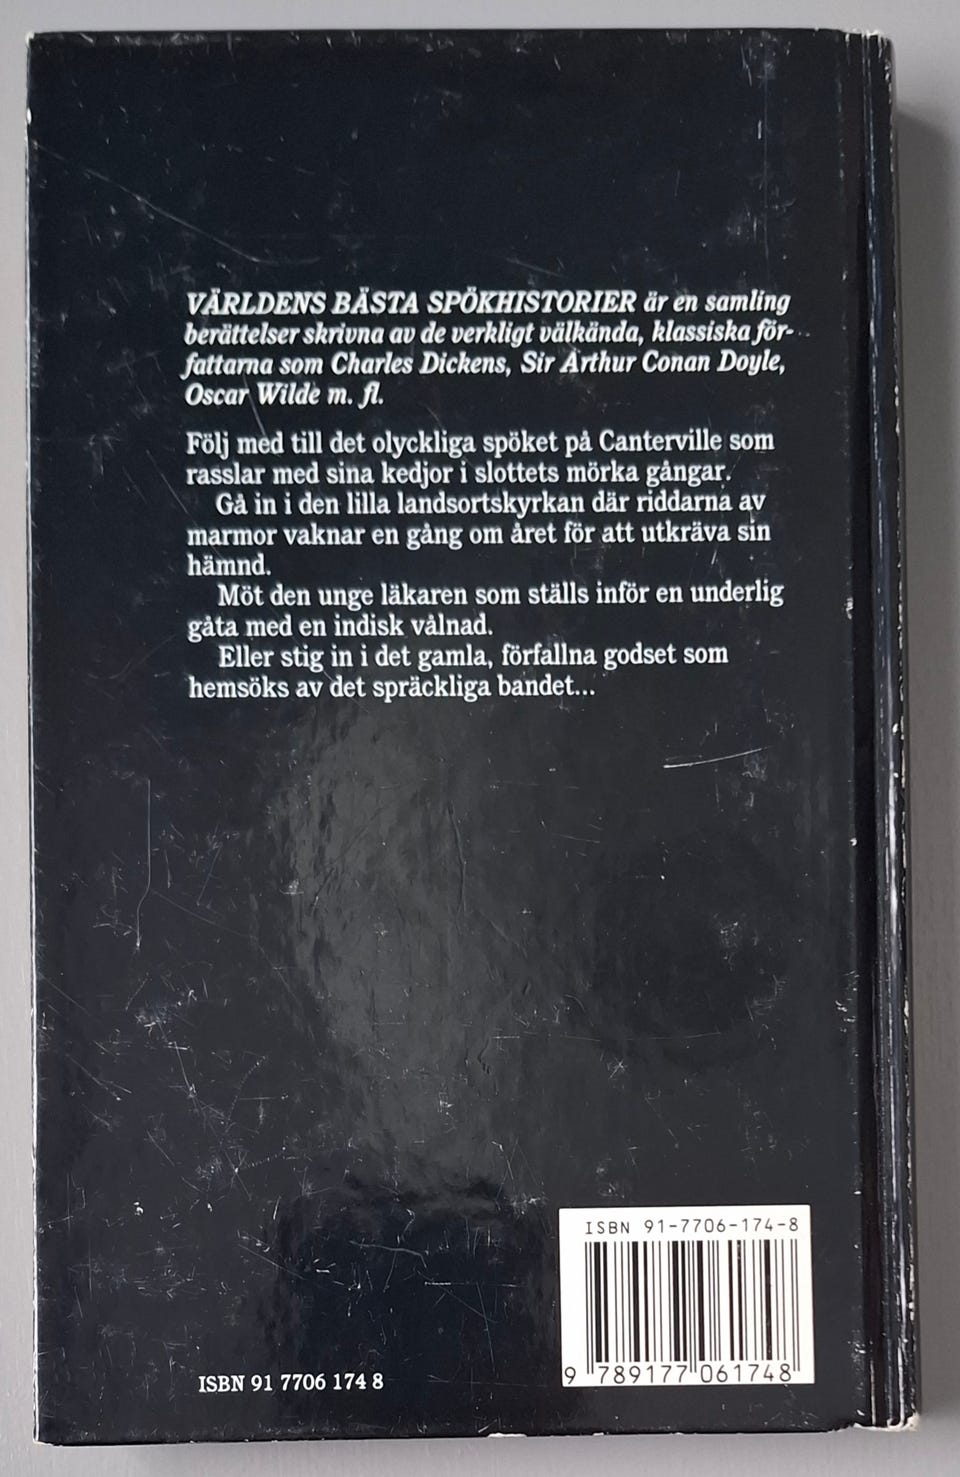 VÄRLDENS BÄSTA SPÖKHISTORIER är en samling
berättelser skrivna av de verkligt välkända, klassiska för-
fattarna som Charles Dickens, Sir Arthur Conan Doyle,
Oscar Wilde m. fl.
Följ med till det olyckliga spöket på Canterville som
rasslar med sina kedjor i slottets mörka gångar.
Gå in i den lilla landsortskyrkan där riddarna av
marmor vaknar en gång om året för att utkräva sin
hämnd.
Möt den unge läkaren som ställs inför en underlig
gåta med en indisk vålnad.
Eller stig in i det gamla, förfallna godset som
hemsöks av det spräckliga bandet...
ISBN 91-7706-174-8
9 789177 061748
ISBN 91 7706 174 8